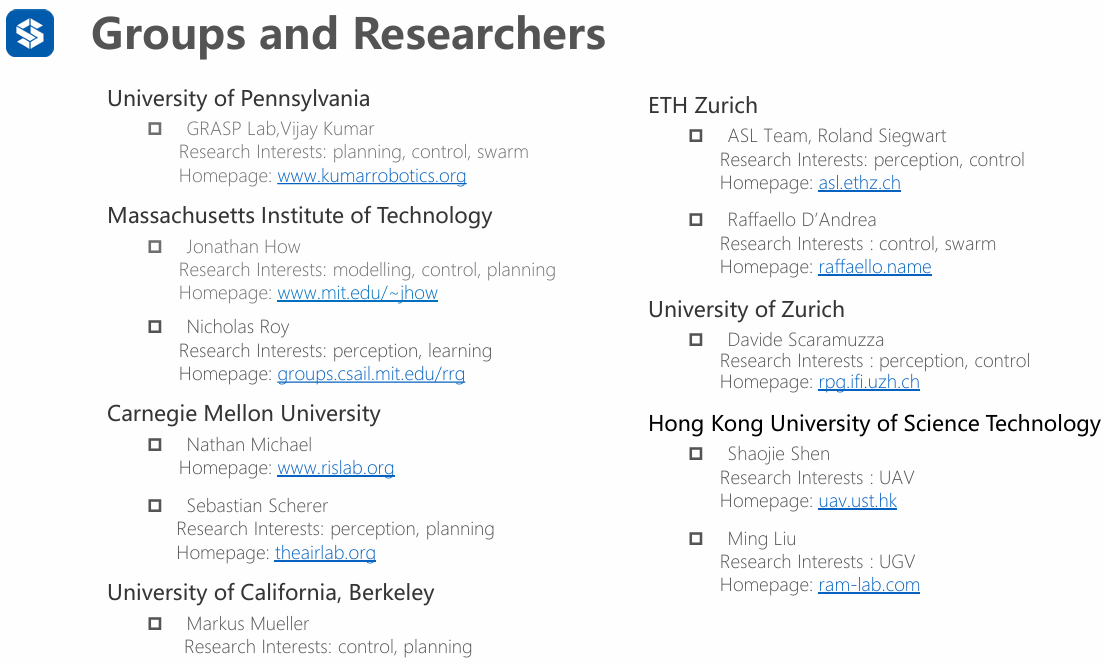 Groups and Researchers
University of Pennsylvania
GRASP Lab,Vijay Kumar
Research Interests: planning, control, swarm
Homepage: www.kumarrobotics.org
Massachusetts Institute of Technology
Jonathan How
Research Interests: modelling, control, planning
Homepage: www.mit.edu/~jhow
Nicholas Roy
Research Interests: perception, learning
Homepage: groups.csail.mit.edu/rrg
Carnegie Mellon University
Nathan Michael
Homepage: www.rislab.org
Sebastian Scherer
Research Interests: perception, planning
Homepage: theairlab.org
University of California, Berkeley
Markus Mueller
Research Interests: control, planning
ETH Zurich
ASL Team, Roland Siegwart
Research Interests: perception, control
Homepage: asl.ethz.ch
Raffaello D’Andrea
Research Interests : control, swarm
Homepage: raffaello.name
University of Zurich
Davide Scaramuzza
Research Interests : perception, control
Homepage: rpg.ifi.uzh.ch
Hong Kong University of Science Technology
Shaojie Shen
Research Interests : UAV
Homepage: uav.ust.hk
Ming Liu
Research Interests : UGV
Homepage: ram-lab.com